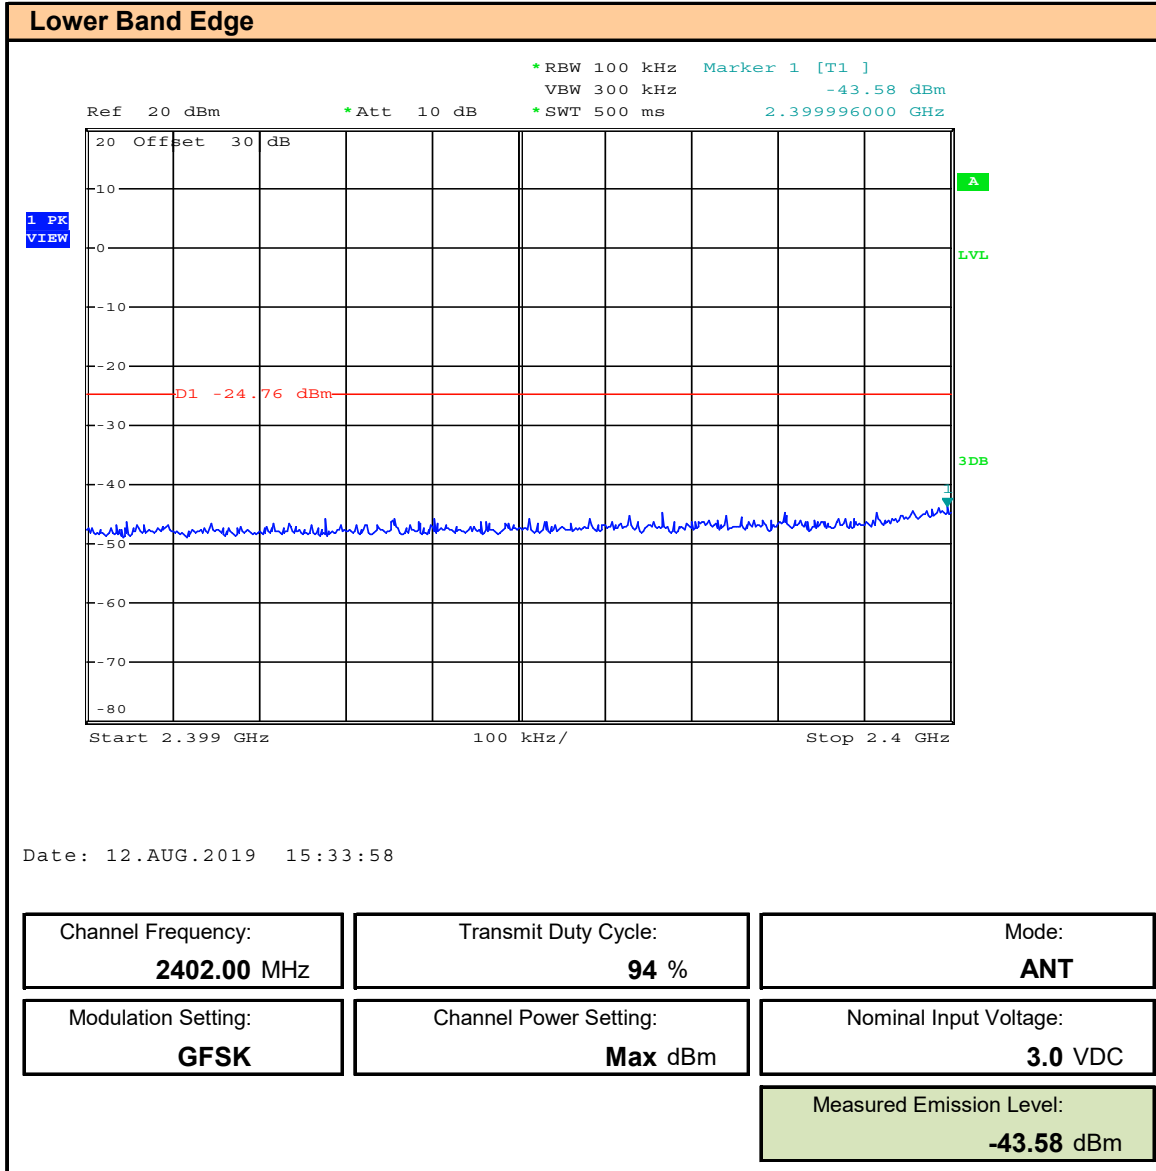 Lower Band Edge
*RBW 100 kHz Marker 1 [T1 ]
VBW 300 kHz -43.58 dBm
Ref 20 dBm *Att 10 dB *SWT 500 ms 2.399996000 GHz
20 Offset 30 dB
A
10
1 PK
VIEW
0
LVL
-10
-20
D1 -24.76 dBm
-30
3DB
-40
1
-50
-60
-70
-80
Start 2.399 GHz 100 kHz/ Stop 2.4 GHz
Date: 12.AUG.2019 15:33:58
Channel Frequency: Transmit Duty Cycle: Mode:
2402.00 MHz 94 % ANT
Modulation Setting: Channel Power Setting: Nominal Input Voltage:
GFSK Max dBm 3.0 VDC
Measured Emission Level:
-43.58 dBm